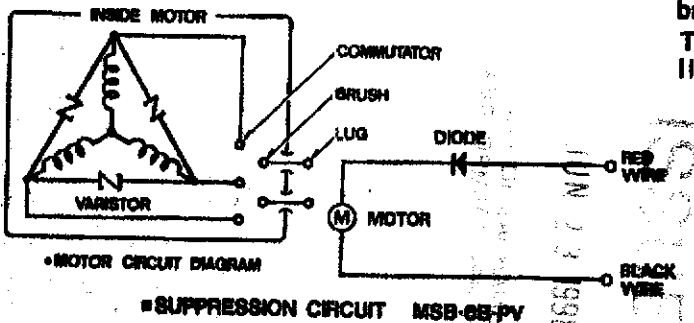 INSIDE MOTOR
COMMUTATOR
BRUSH
LUG
VARISTOR
•MOTOR CIRCUIT DIAGRAM
DIODE
M MOTOR
RED
WIRE
BLACK
WIRE
■SUPPRESSION CIRCUIT MSB-6B-PV